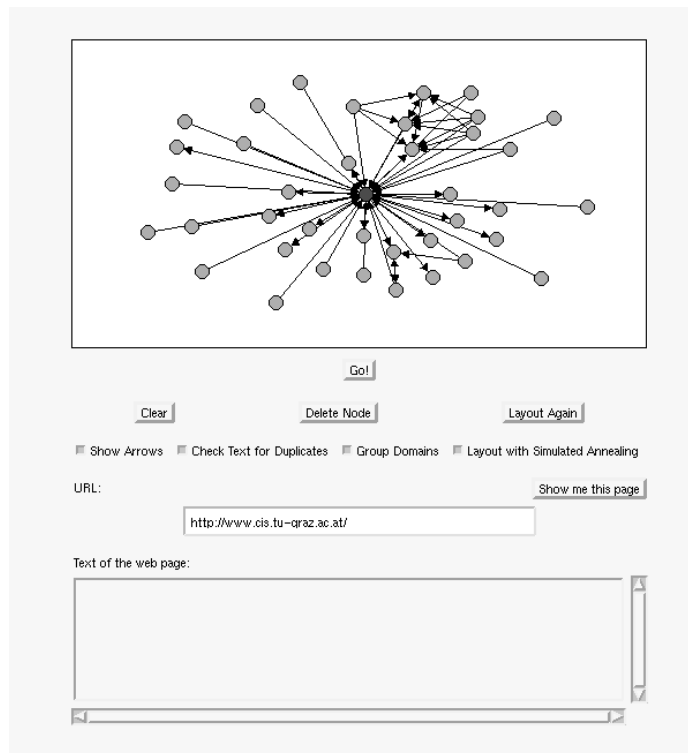 Go!
Clear Delete Node Layout Again
Show Arrows Check Text for Duplicates Group Domains Layout with Simulated Annealing
URL: Show me this page
http://www.cis.tu-graz.ac.at/
Text of the web page: